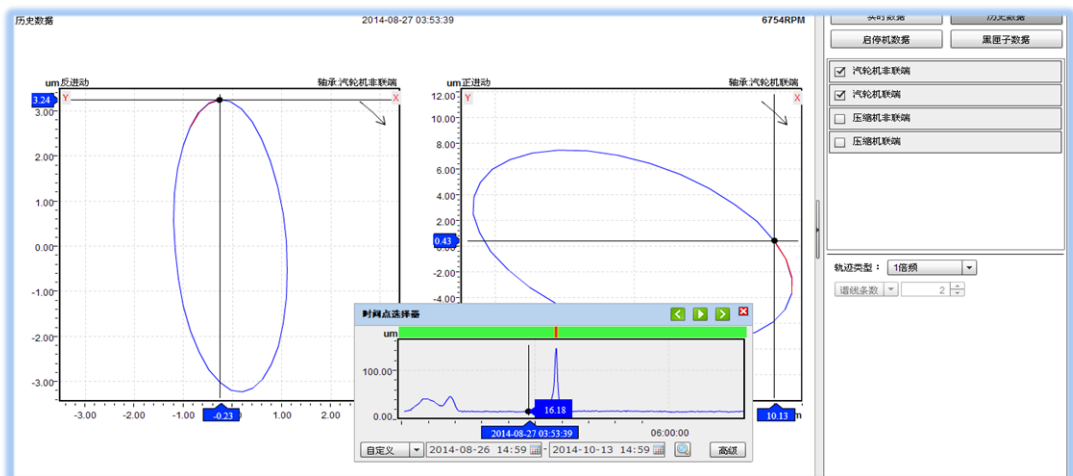 历史数据
2014-08-27 03:53:39
6754RPM
实时数据
历史数据
启停机数据
黑匣子数据
汽轮机非联端
汽轮机联端
压缩机非联端
压缩机联端
轨迹类型: 1倍频
谱线条数 2
um 反进动
轴承:汽轮机非联端
Y
X
3.24
3.00
2.00
1.00
0.00
-1.00
-2.00
-3.00
-3.00 -2.00 -1.00 -0.23 1.00 2.00
um 正进动
轴承:汽轮机联端
Y
X
12.00
10.00
8.00
6.00
4.00
2.00
0.43
-2.00
-4.00
10.13
时间点选择器
um
100.00
0.00
16.18
2014-08-27 03:53:39
06:00:00
自定义 2014-08-26 14:59 - 2014-10-13 14:59 高级